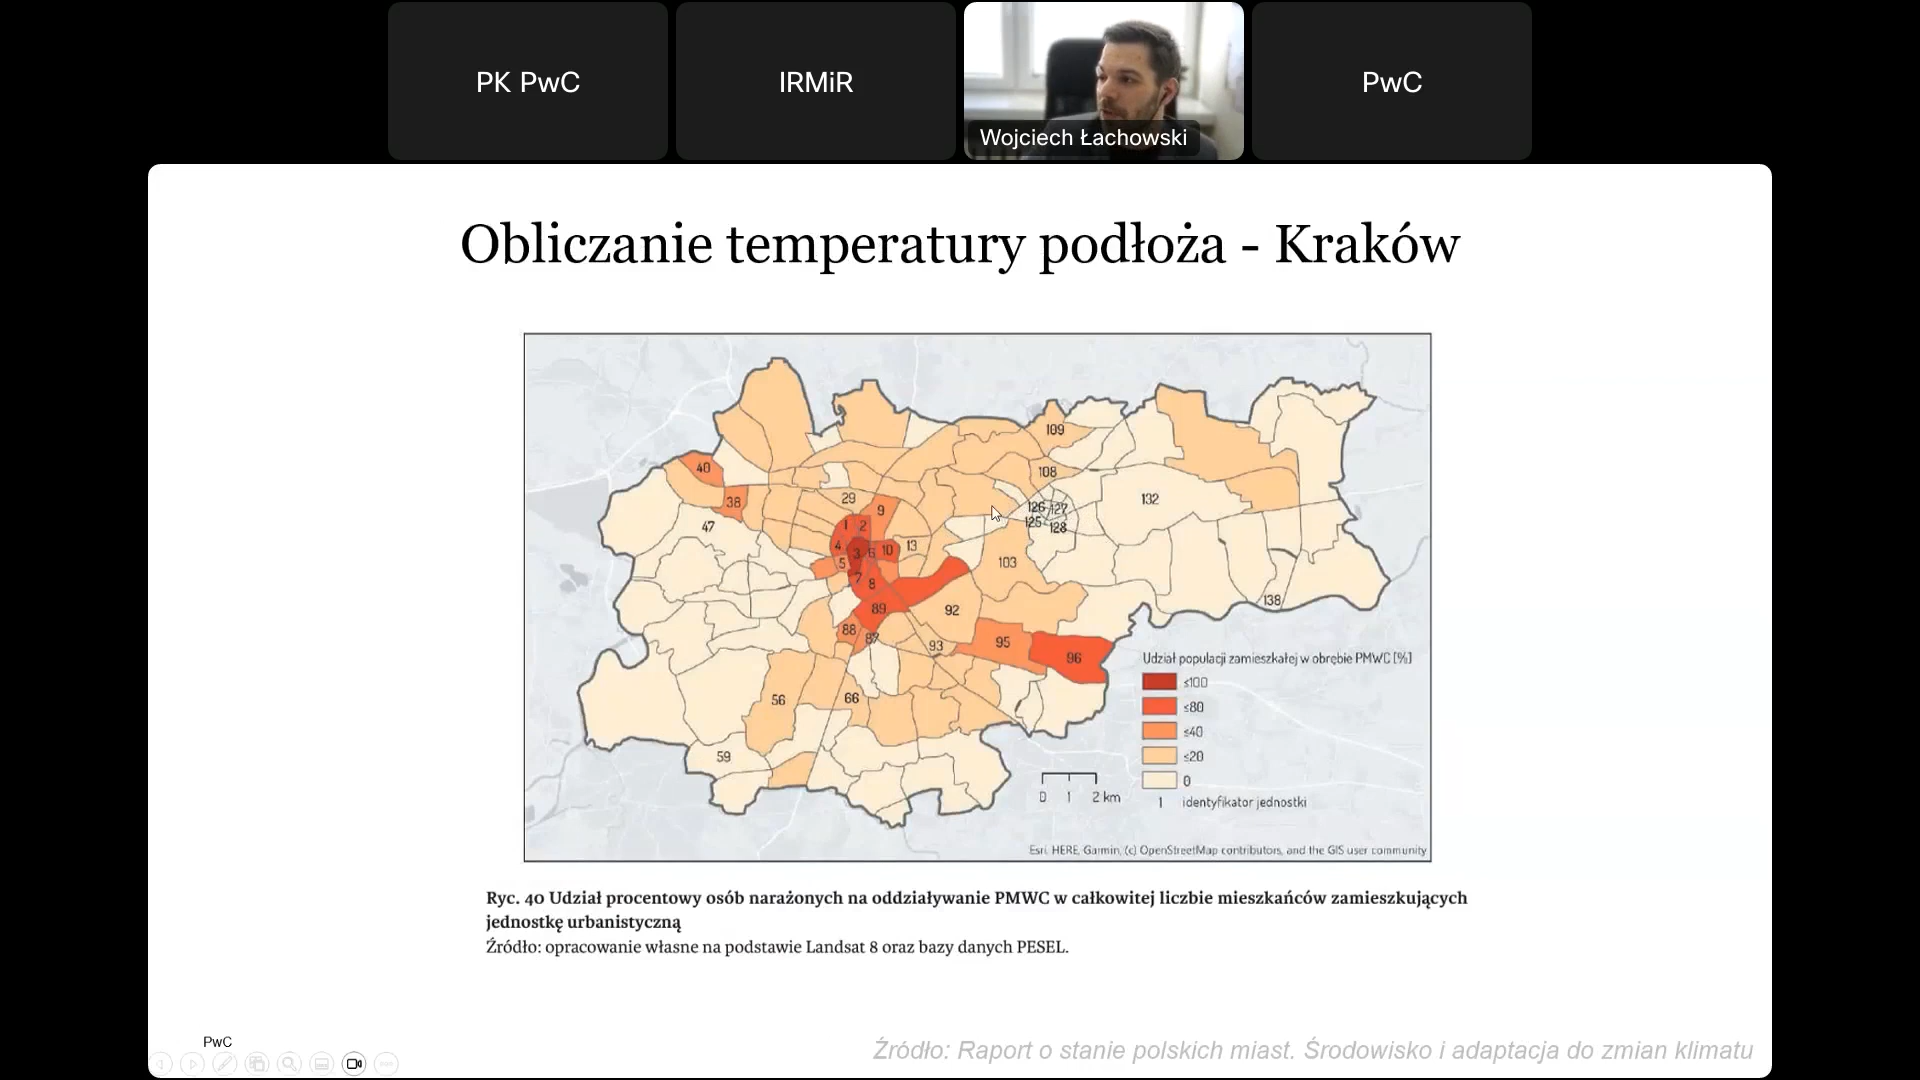 PK PwC
IRMiR
Wojciech Łachowski
PwC
Obliczanie temperatury podłoża - Kraków
109
40
108
38
29
132
9
126
127
47
125
128
1
2
4
3
6
10
13
5
103
7
8
89
92
138
88
87
93
95
96
56
66
59
Udział populacji zamieszkałej w obrębie PMWC [%]
≤100
≤80
≤40
≤20
0
0 1 2 km
1 identyfikator jednostki
Esri, HERE, Garmin, (c) OpenStreetMap contributors, and the GIS user community
Ryc. 40 Udział procentowy osób narażonych na oddziaływanie PMWC w całkowitej liczbie mieszkańców zamieszkujących
jednostkę urbanistyczną
Źródło: opracowanie własne na podstawie Landsat 8 oraz bazy danych PESEL.
PwC
Źródło: Raport o stanie polskich miast. Środowisko i adaptacja do zmian klimatu